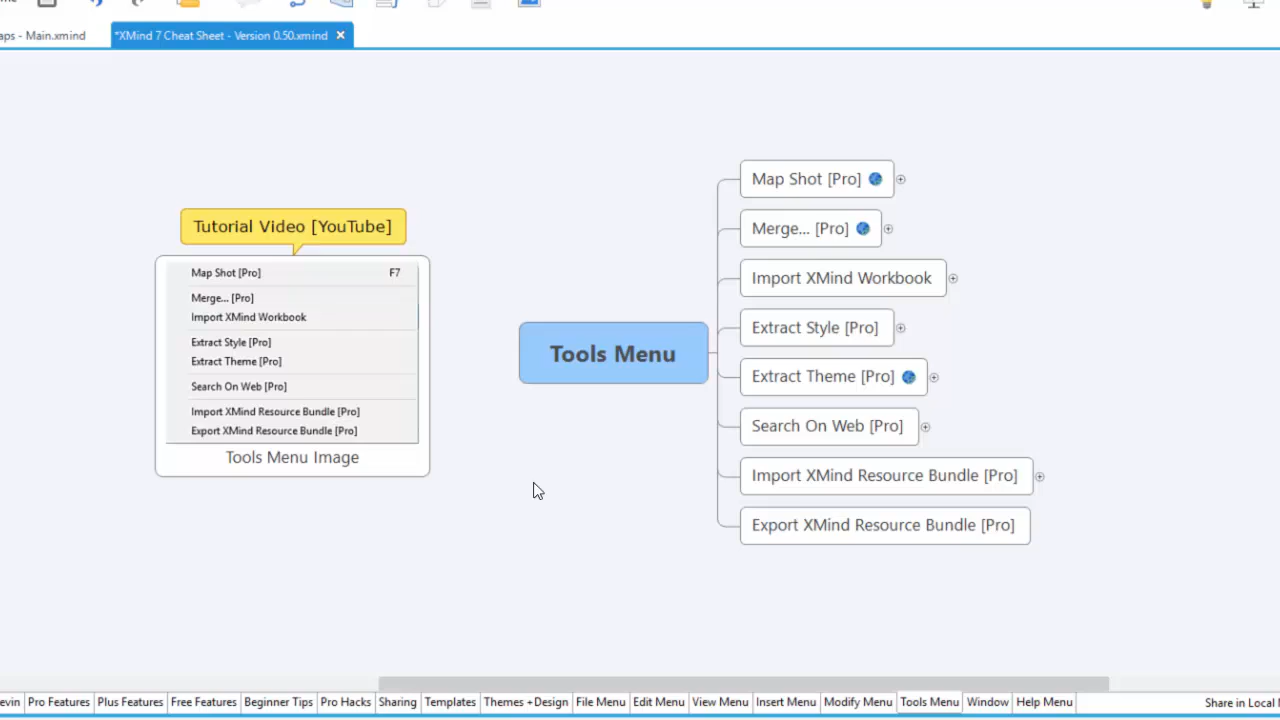 aps - Main.xmind
*XMind 7 Cheat Sheet - Version 0.50.xmind
Tutorial Video [YouTube]
Map Shot [Pro] F7
Merge... [Pro]
Import XMind Workbook
Extract Style [Pro]
Extract Theme [Pro]
Search On Web [Pro]
Import XMind Resource Bundle [Pro]
Export XMind Resource Bundle [Pro]
Tools Menu Image
Tools Menu
Map Shot [Pro]
Merge... [Pro]
Import XMind Workbook
Extract Style [Pro]
Extract Theme [Pro]
Search On Web [Pro]
Import XMind Resource Bundle [Pro]
Export XMind Resource Bundle [Pro]
evin Pro Features Plus Features Free Features Beginner Tips Pro Hacks Sharing Templates Themes +Design File Menu Edit Menu View Menu Insert Menu Modify Menu Tools Menu Window Help Menu Share in Local